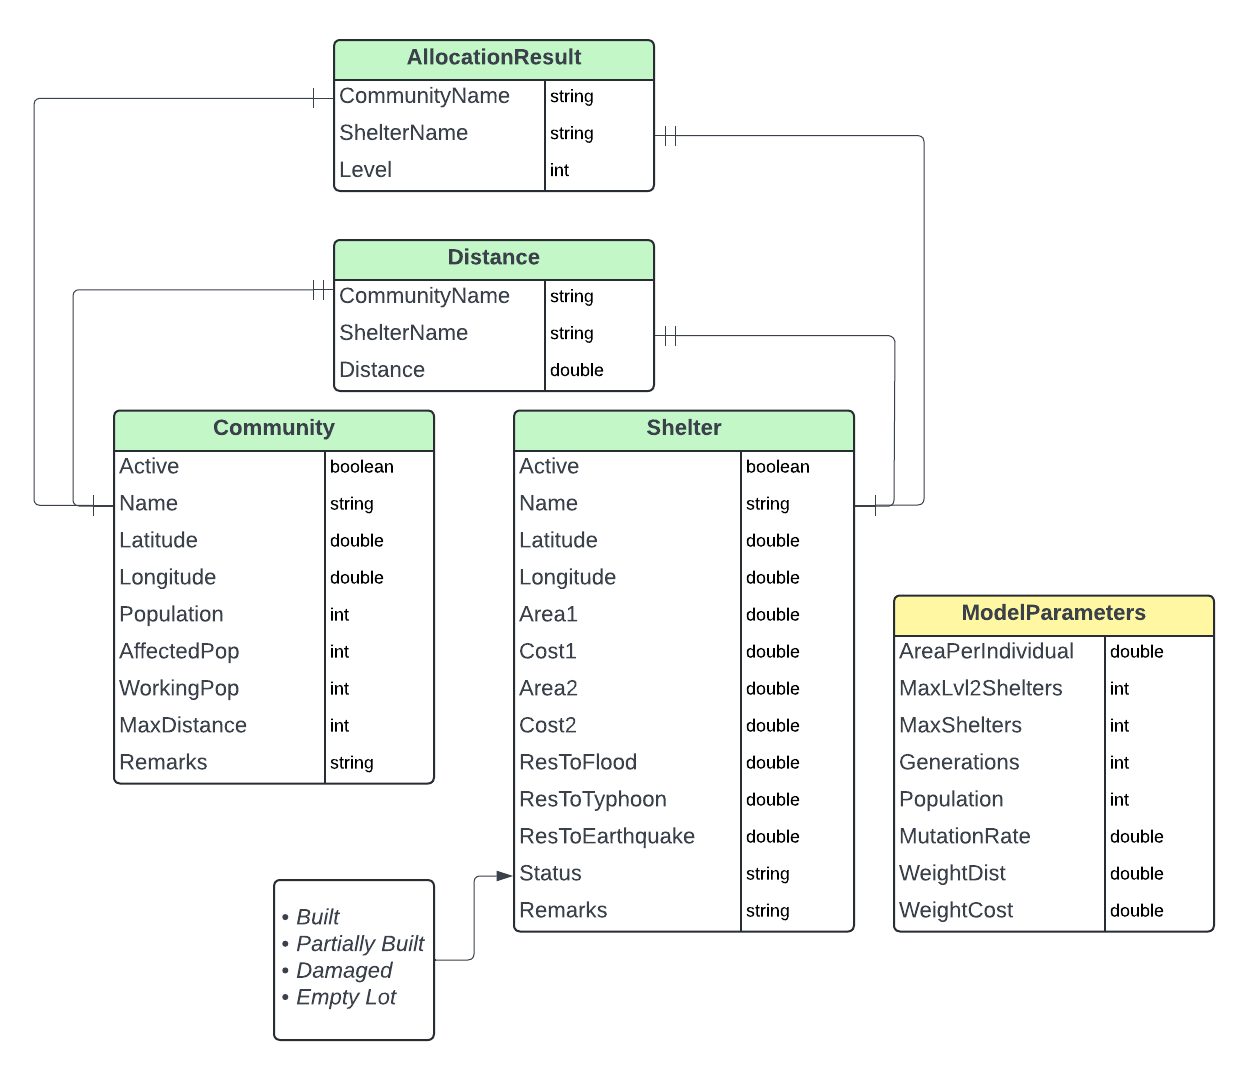 AllocationResult
CommunityName string
ShelterName string
Level int
Distance
CommunityName string
ShelterName string
Distance double
Community
Active boolean
Name string
Latitude double
Longitude double
Population int
AffectedPop int
WorkingPop int
MaxDistance int
Remarks string
Shelter
Active boolean
Name string
Latitude double
Longitude double
Area1 double
Cost1 double
Area2 double
Cost2 double
ResToFlood double
ResToTyphoon double
ResToEarthquake double
Status string
Remarks string
ModelParameters
AreaPerIndividual double
MaxLvl2Shelters int
MaxShelters int
Generations int
Population int
MutationRate double
WeightDist double
WeightCost double
• Built
• Partially Built
• Damaged
• Empty Lot